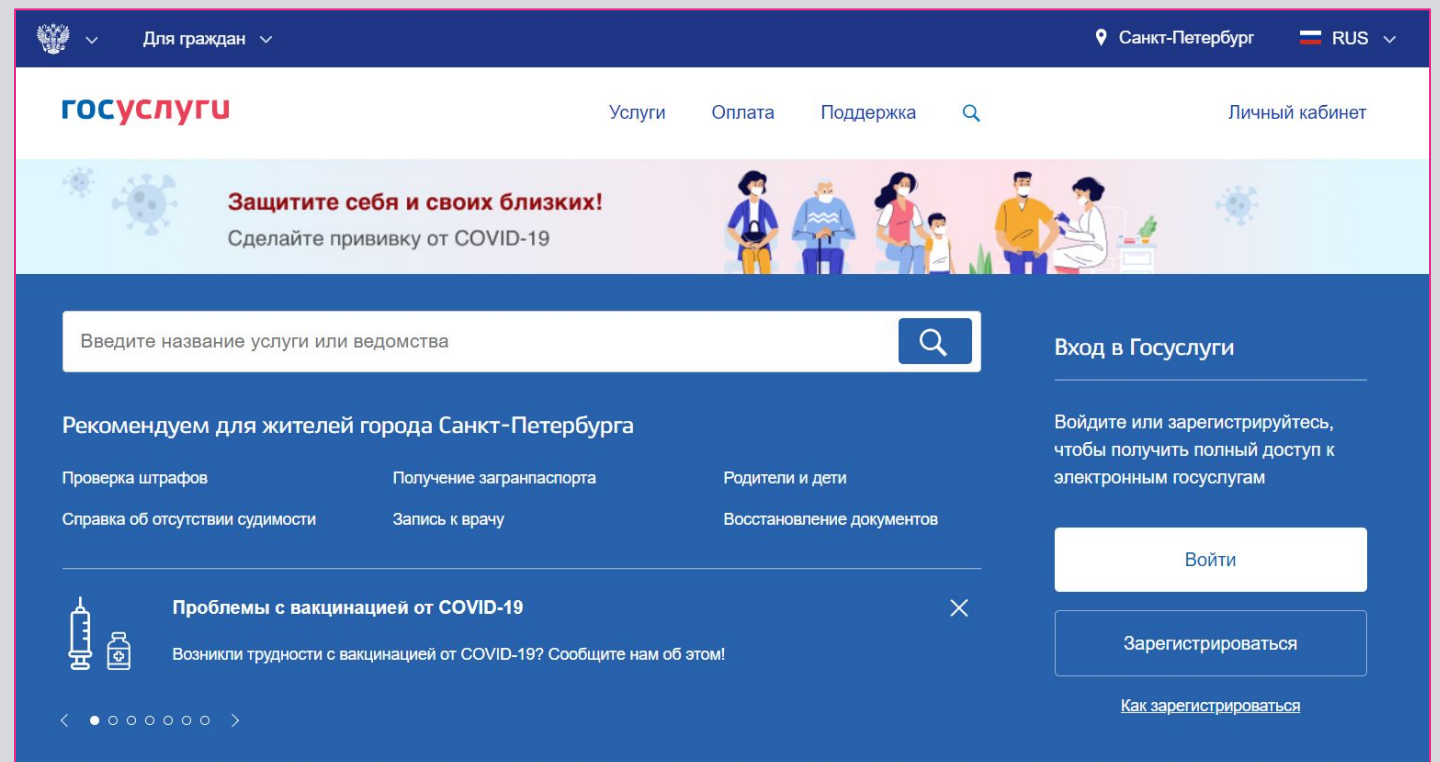 Для граждан
Санкт-Петербург
RUS
госуслуги
Услуги
Оплата
Поддержка
Личный кабинет
Защитите себя и своих близких!
Сделайте прививку от COVID-19
Введите название услуги или ведомства
Рекомендуем для жителей города Санкт-Петербурга
Проверка штрафов
Получение загранпаспорта
Родители и дети
Справка об отсутствии судимости
Запись к врачу
Восстановление документов
Проблемы с вакцинацией от COVID-19
Возникли трудности с вакцинацией от COVID-19? Сообщите нам об этом!
Вход в Госуслуги
Войдите или зарегистрируйтесь,
чтобы получить полный доступ к
электронным госуслугам
Войти
Зарегистрироваться
Как зарегистрироваться